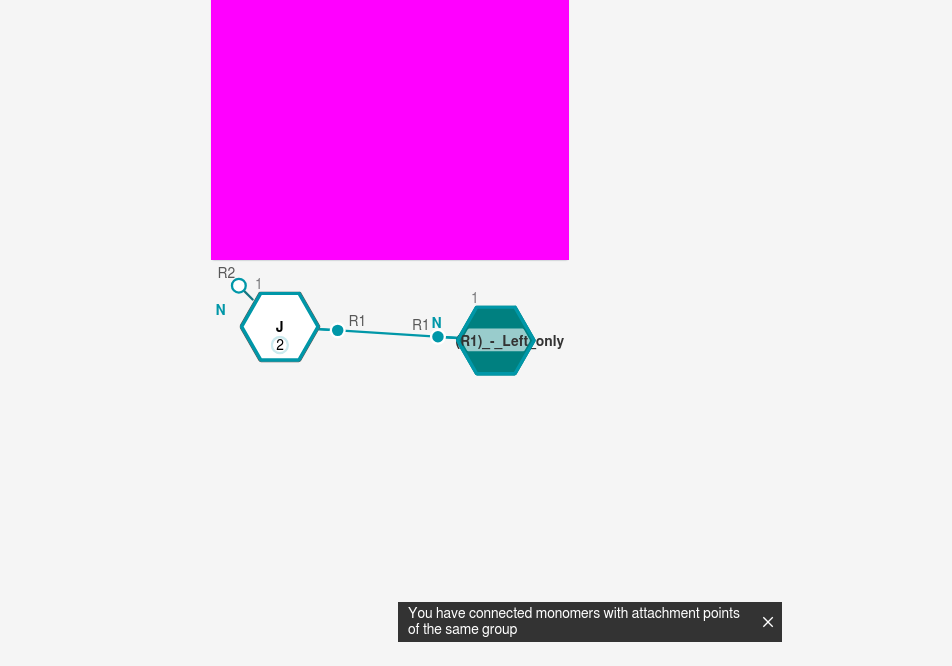 R2
1
N
J
2
R1
1
R1
N
(R1)_-_Left_only
You have connected monomers with attachment points
of the same group